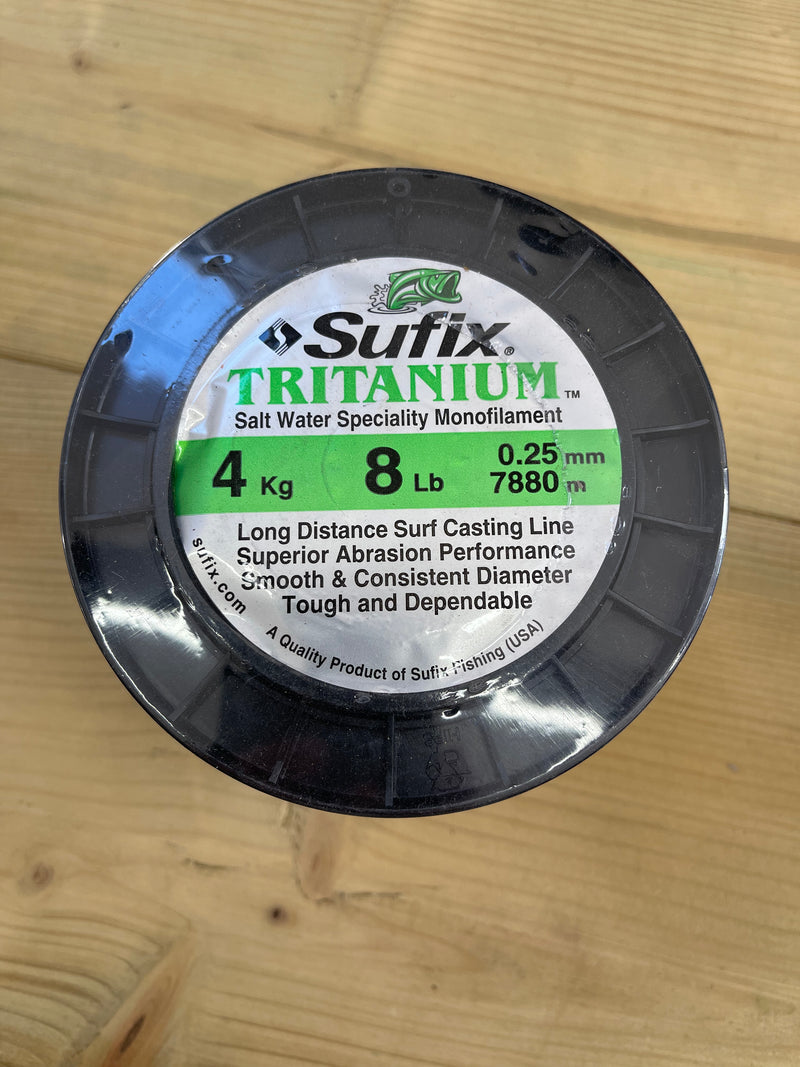 Sufix®
TRITANIUM™
Salt Water Speciality Monofilament
4 Kg 8 Lb 0.25 mm
7880 m
Long Distance Surf Casting Line
Superior Abrasion Performance
Smooth & Consistent Diameter
Tough and Dependable
sufix.com
A Quality Product of Sufix Fishing (USA)